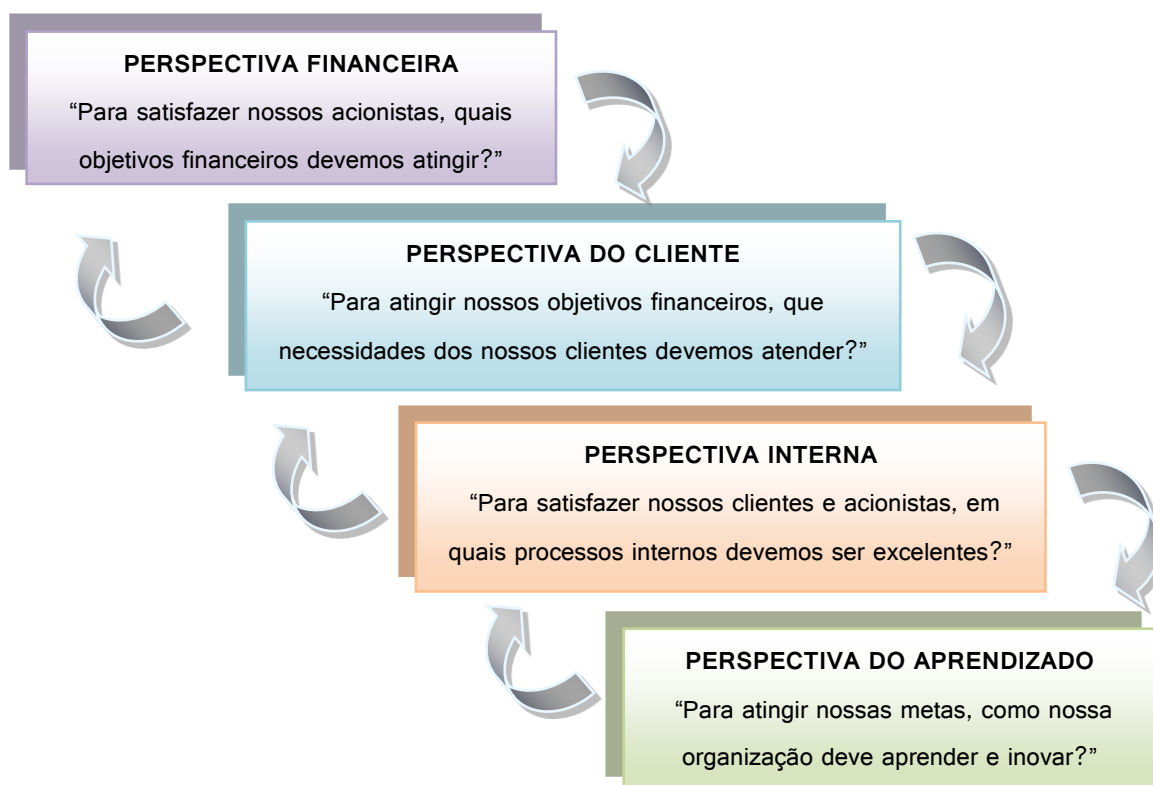 PERSPECTIVA FINANCEIRA
“Para satisfazer nossos acionistas, quais
objetivos financeiros devemos atingir?”
PERSPECTIVA DO CLIENTE
“Para atingir nossos objetivos financeiros, que
necessidades dos nossos clientes devemos atender?”
PERSPECTIVA INTERNA
“Para satisfazer nossos clientes e acionistas, em
quais processos internos devemos ser excelentes?”
PERSPECTIVA DO APRENDIZADO
“Para atingir nossas metas, como nossa
organização deve aprender e inovar?”